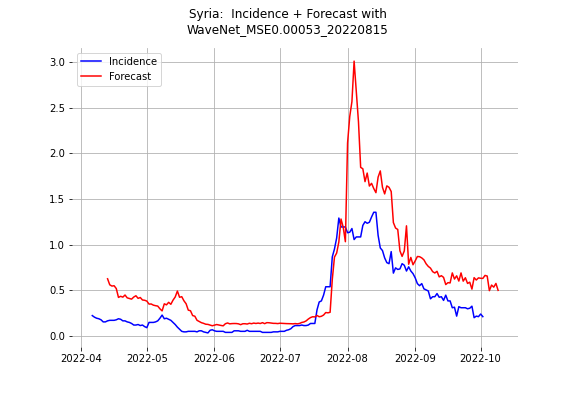 Syria:  Incidence + Forecast with
WaveNet_MSE0.00053_20220815
Incidence
Forecast
3.0
2.5
2.0
1.5
1.0
0.5
0.0
2022-04 2022-05 2022-06 2022-07 2022-08 2022-09 2022-10